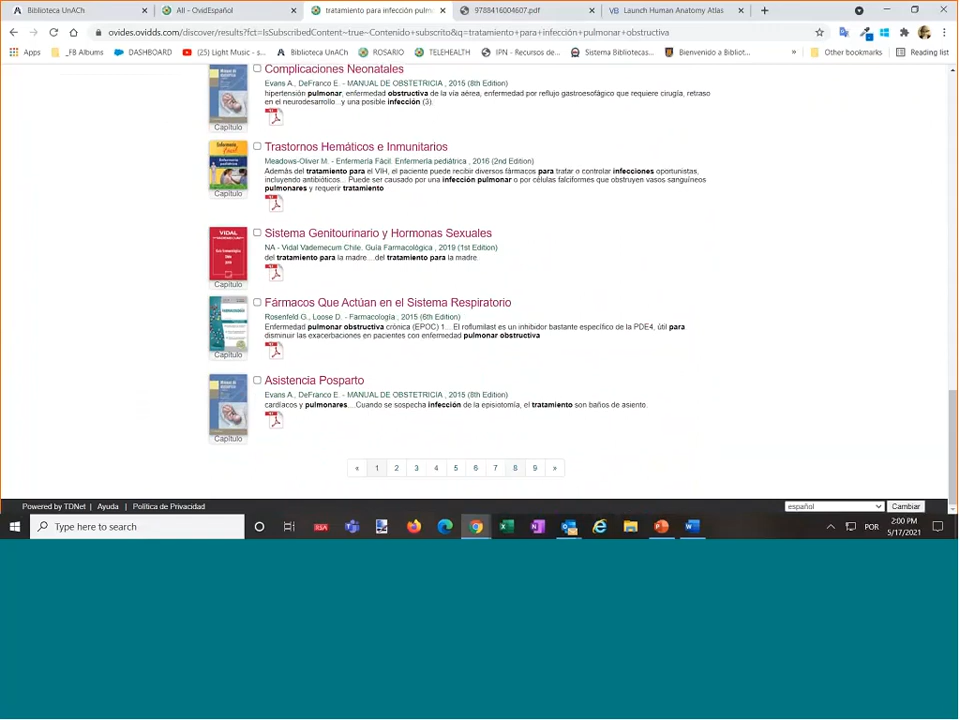 Biblioteca UnACh
All - OvidEspañol
tratamiento para infección pulm
9788416004607.pdf
VB Launch Human Anatomy Atlas
ovides.ovidds.com/discover/results?fct=IsSubscribedContent~true~Contenido+subscrito&q=tratamiento+para+infección+pulmonar+obstructiva
Apps
_FB Albums
DASHBOARD
(25) Light Music - s...
Biblioteca UnACh
ROSARIO
TELEHEALTH
IPN - Recursos de...
Sistema Bibliotecas...
Bienvenido a Bibliot...
»
Other bookmarks
Reading list
Complicaciones Neonatales
Evans A., DeFranco E. - MANUAL DE OBSTETRICIA , 2015 (8th Edition)
hipertensión pulmonar, enfermedad obstructiva de la vía aérea, enfermedad por reflujo gastroesofágico que requiere cirugía, retraso
en el neurodesarrollo...y una posible infección (3).
Capítulo
Trastornos Hemáticos e Inmunitarios
Meadows-Oliver M. - Enfermería Fácil. Enfermería pediátrica , 2016 (2nd Edition)
Además del tratamiento para el VIH, el paciente puede recibir diversos fármacos para tratar o controlar infecciones oportunistas,
incluyendo antibióticos... Puede ser causado por una infección pulmonar o por células falciformes que obstruyen vasos sanguíneos
pulmonares y requerir tratamiento
Capítulo
Sistema Genitourinario y Hormonas Sexuales
NA - Vidal Vademecum Chile. Guía Farmacológica , 2019 (1st Edition)
del tratamiento para la madre....del tratamiento para la madre.
VIDAL
Capítulo
Fármacos Que Actúan en el Sistema Respiratorio
Rosenfeld G., Loose D. - Farmacología , 2015 (6th Edition)
Enfermedad pulmonar obstructiva crónica (EPOC) 1... El roflumilast es un inhibidor bastante específico de la PDE4, útil para
disminuir las exacerbaciones en pacientes con enfermedad pulmonar obstructiva
Capítulo
Asistencia Posparto
Evans A., DeFranco E. - MANUAL DE OBSTETRICIA , 2015 (8th Edition)
cardíacos y pulmonares....Cuando se sospecha infección de la episiotomía, el tratamiento son baños de asiento.
Capítulo
« 1 2 3 4 5 6 7 8 9 »
Powered by TDNet | Ayuda | Política de Privacidad
español
Cambiar
Type here to search
RSA
POR
2:00 PM
5/17/2021